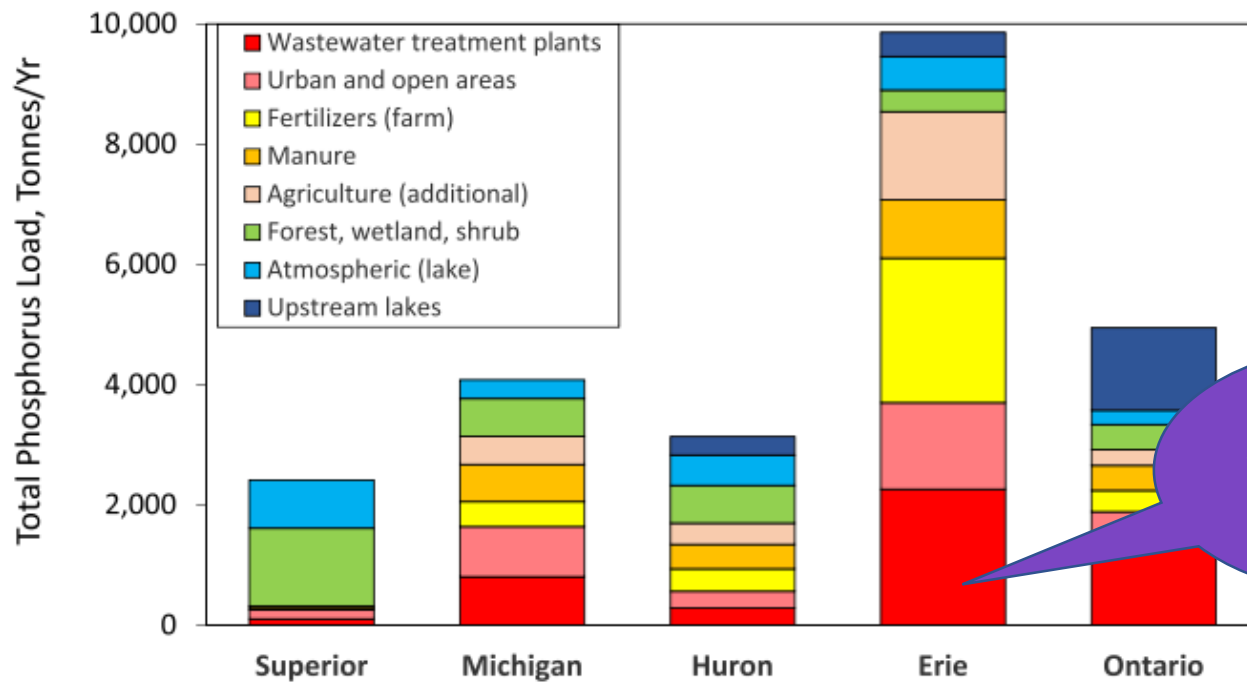 Total Phosphorus Load, Tonnes/Yr
10,000
8,000
6,000
4,000
2,000
0
Wastewater treatment plants
Urban and open areas
Fertilizers (farm)
Manure
Agriculture (additional)
Forest, wetland, shrub
Atmospheric (lake)
Upstream lakes
Superior
Michigan
Huron
Erie
Ontario